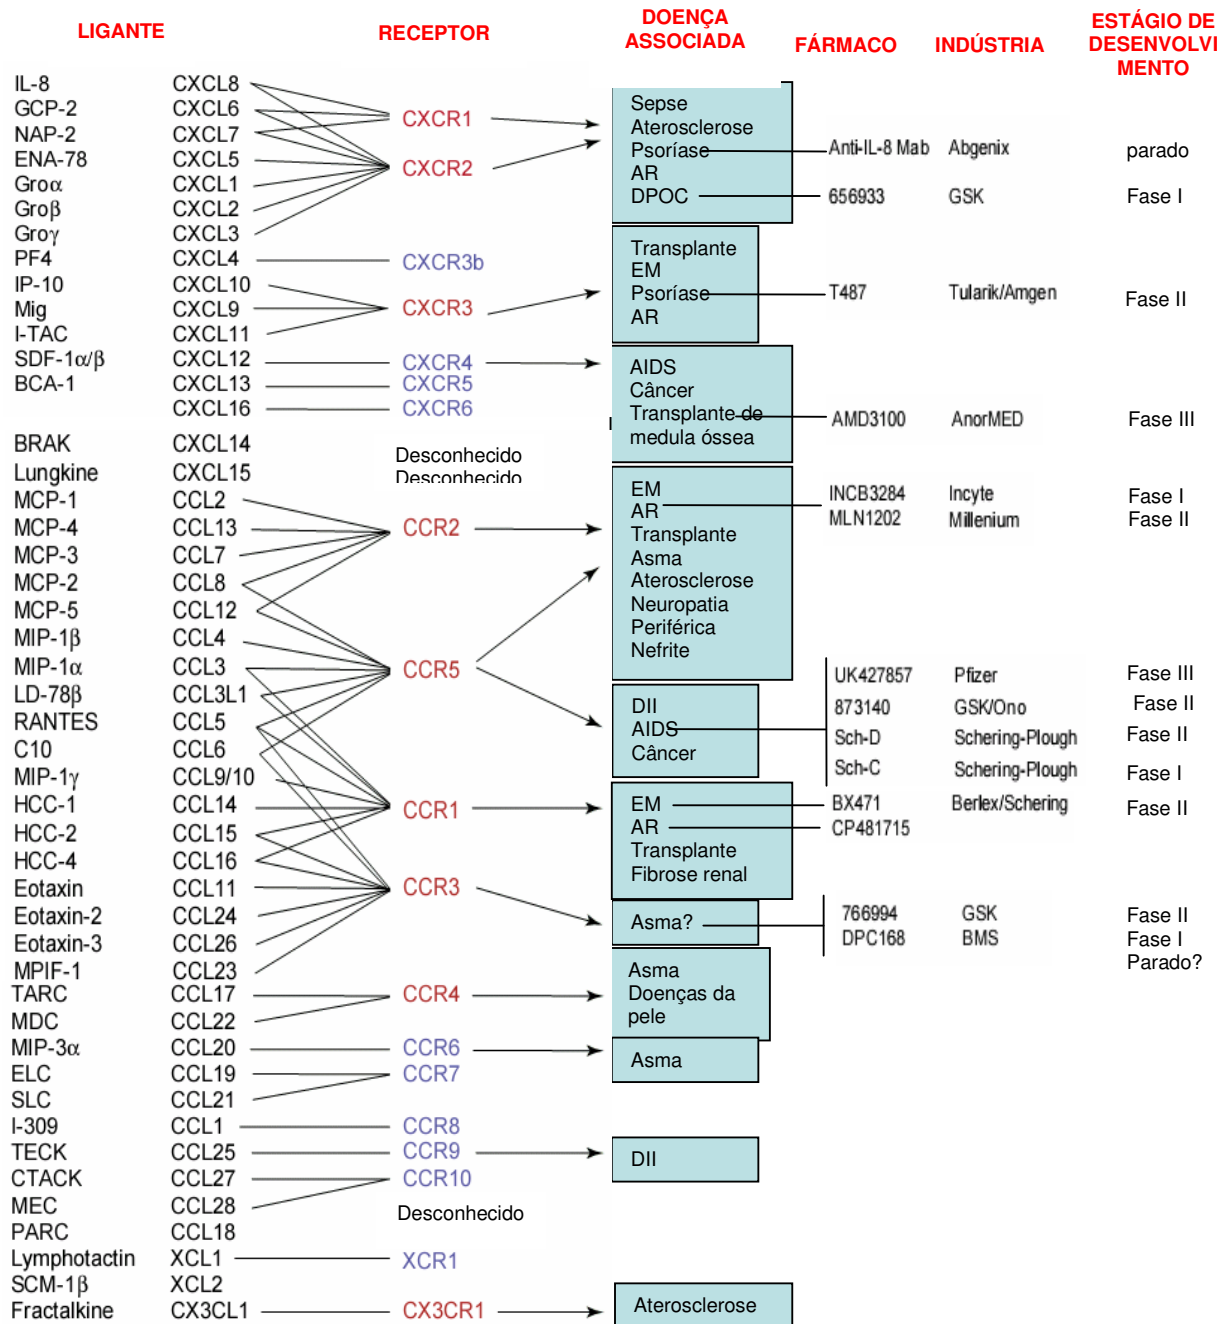 LIGANTE RECEPTOR DOENÇA ASSOCIADA FÁRMACO INDÚSTRIA ESTÁGIO DE DESENVOLVI MENTO
IL-8 CXCL8
GCP-2 CXCL6
NAP-2 CXCL7
ENA-78 CXCL5
Groα CXCL1
Groβ CXCL2
Groγ CXCL3
PF4 CXCL4
IP-10 CXCL10
Mig CXCL9
I-TAC CXCL11
SDF-1α/β CXCL12
BCA-1 CXCL13
CXCL16
BRAK CXCL14
Lungkine CXCL15
MCP-1 CCL2
MCP-4 CCL13
MCP-3 CCL7
MCP-2 CCL8
MCP-5 CCL12
MIP-1β CCL4
MIP-1α CCL3
LD-78β CCL3L1
RANTES CCL5
C10 CCL6
MIP-1γ CCL9/10
HCC-1 CCL14
HCC-2 CCL15
HCC-4 CCL16
Eotaxin CCL11
Eotaxin-2 CCL24
Eotaxin-3 CCL26
MPIF-1 CCL23
TARC CCL17
MDC CCL22
MIP-3α CCL20
ELC CCL19
SLC CCL21
I-309 CCL1
TECK CCL25
CTACK CCL27
MEC CCL28
PARC CCL18
Lymphotactin XCL1
SCM-1β XCL2
Fractalkine CX3CL1
CXCR1
CXCR2
CXCR3b
CXCR3
CXCR4
CXCR5
CXCR6
Desconhecido
Desconhecido
CCR2
CCR5
CCR1
CCR3
CCR4
CCR6
CCR7
CCR8
CCR9
CCR10
Desconhecido
XCR1
CX3CR1
Sepse
Aterosclerose
Psoríase
AR
DPOC
Transplante
EM
Psoríase
AR
AIDS
Câncer
Transplante de
medula óssea
EM
AR
Transplante
Asma
Aterosclerose
Neuropatia
Periférica
Nefrite
DII
AIDS
Câncer
EM
AR
Transplante
Fibrose renal
Asma?
Asma
Doenças da
pele
Asma
DII
Aterosclerose
Anti-IL-8 Mab Abgenix parado
656933 GSK Fase I
T487 Tularik/Amgen Fase II
AMD3100 AnorMED Fase III
INCB3284 Incyte Fase I
MLN1202 Millenium Fase II
UK427857 Pfizer Fase III
873140 GSK/Ono Fase II
Sch-D Schering-Plough Fase II
Sch-C Schering-Plough Fase I
BX471 Berlex/Schering Fase II
CP481715
766994 GSK Fase II
DPC168 BMS Fase I
Parado?